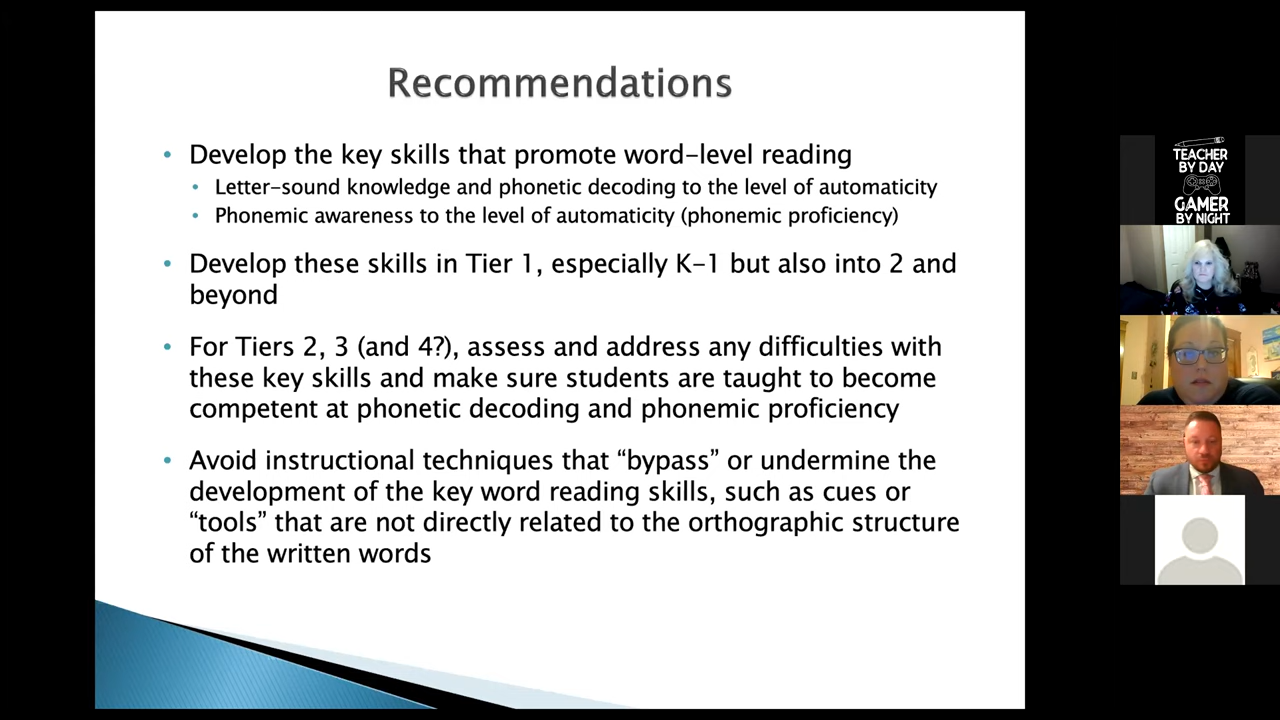 Recommendations
Develop the key skills that promote word-level reading
Letter-sound knowledge and phonetic decoding to the level of automaticity
Phonemic awareness to the level of automaticity (phonemic proficiency)
Develop these skills in Tier 1, especially K-1 but also into 2 and
beyond
For Tiers 2, 3 (and 4?), assess and address any difficulties with
these key skills and make sure students are taught to become
competent at phonetic decoding and phonemic proficiency
Avoid instructional techniques that “bypass” or undermine the
development of the key word reading skills, such as cues or
“tools” that are not directly related to the orthographic structure
of the written words
TEACHER
BY DAY
GAMER
BY NIGHT